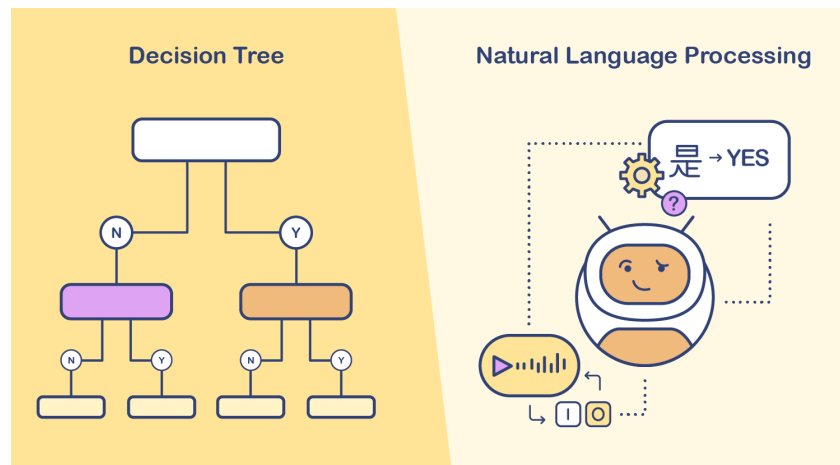 Decision Tree
N
Y
N
Y
N
Y
Natural Language Processing
是 → YES
?
I
O